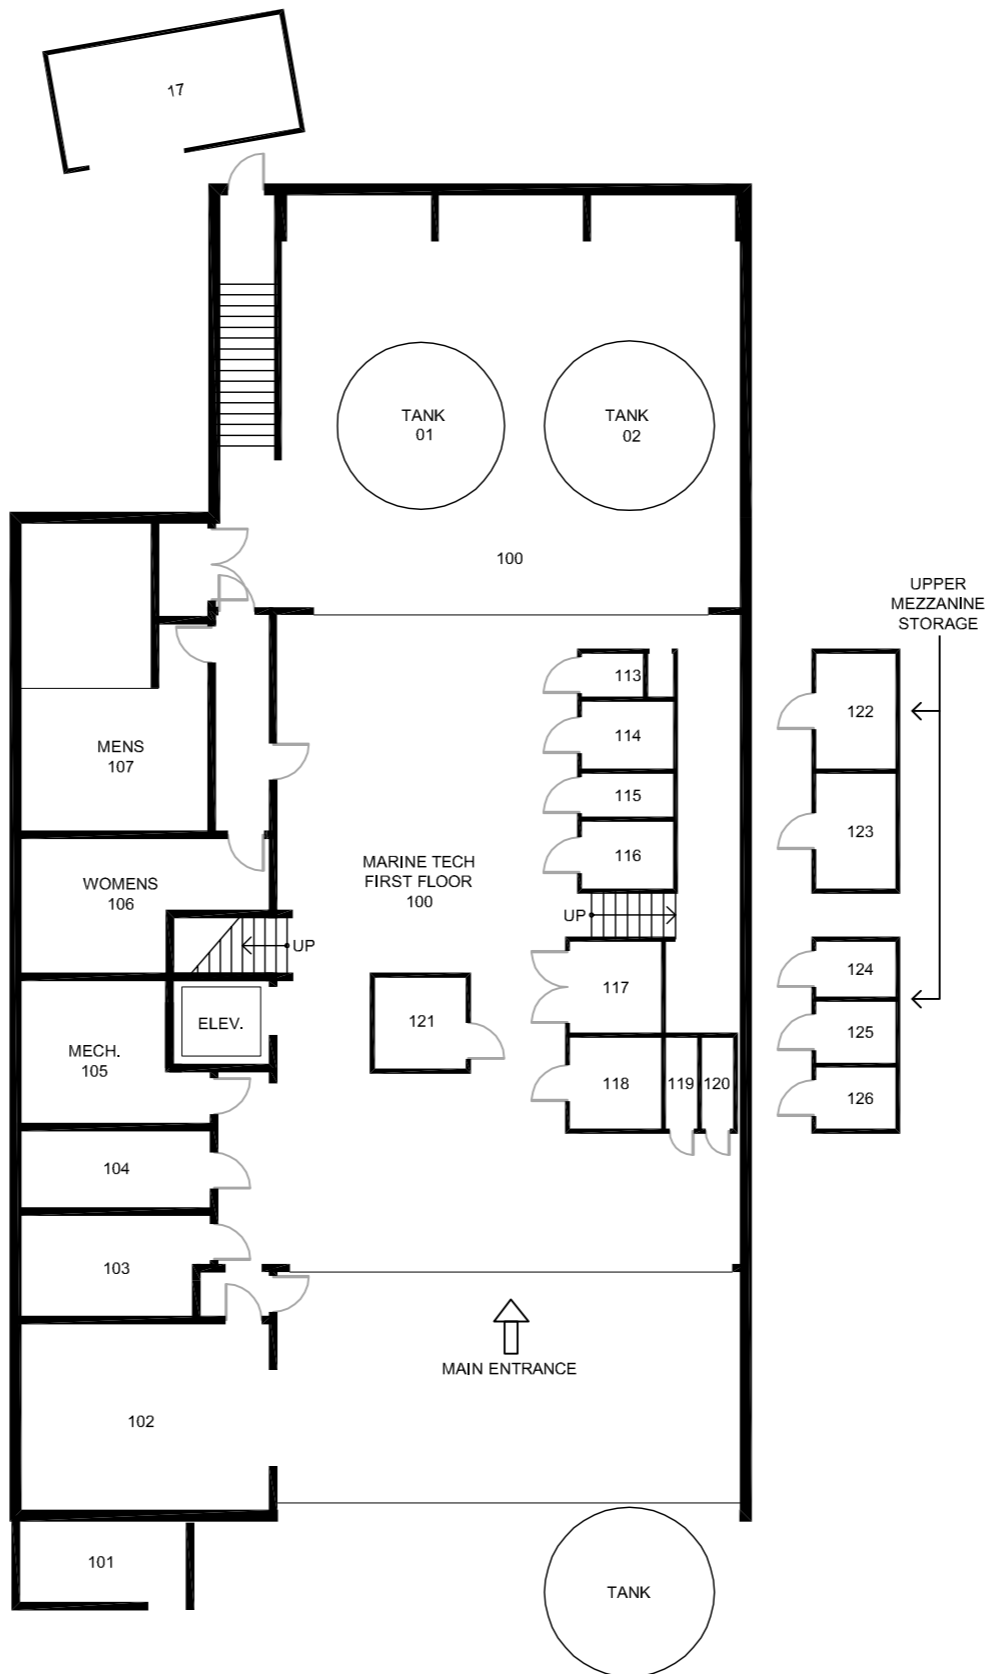 17
TANK
01
TANK
02
100
UPPER
MEZZANINE
STORAGE
113
122
114
MENS
107
115
123
116
MARINE TECH
FIRST FLOOR
100
WOMENS
106
UP
UP
124
117
121
ELEV.
125
MECH.
105
118
119
120
126
104
103
MAIN ENTRANCE
102
101
TANK